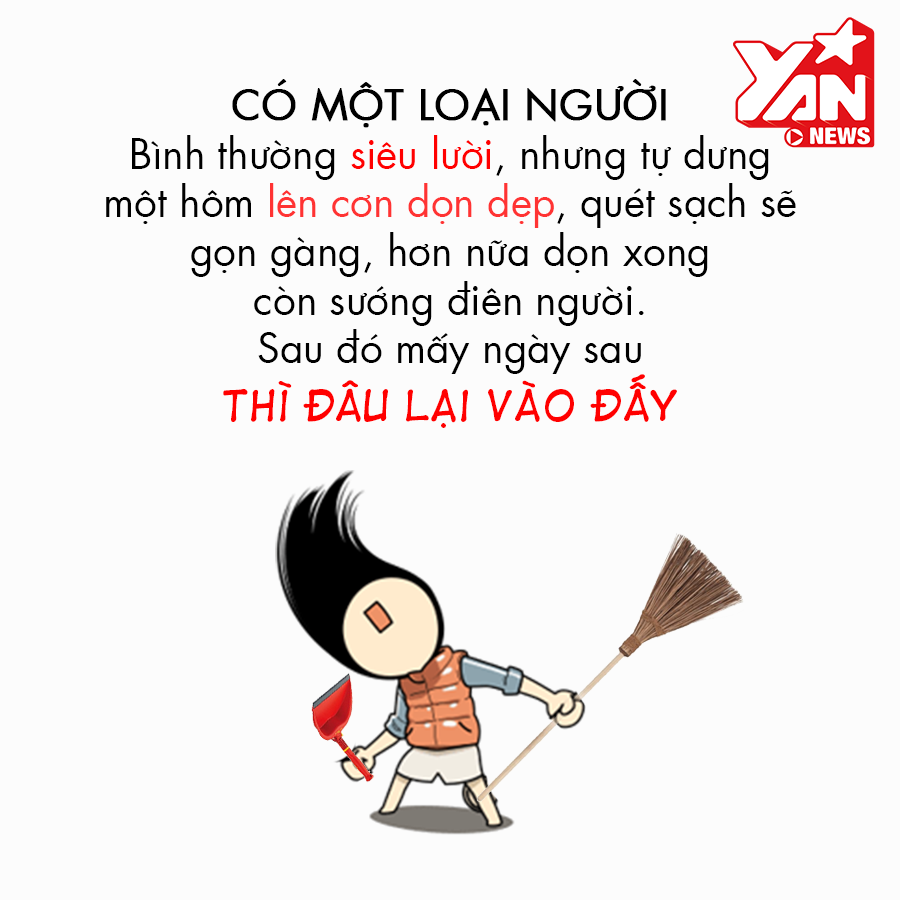 YAN
NEWS
CÓ MỘT LOẠI NGƯỜI
Bình thường siêu lười, nhưng tự dưng
một hôm lên cơn dọn dẹp, quét sạch sẽ
gọn gàng, hơn nữa dọn xong
còn sướng điên người.
Sau đó mấy ngày sau
THÌ ĐÂU LẠI VÀO ĐẤY